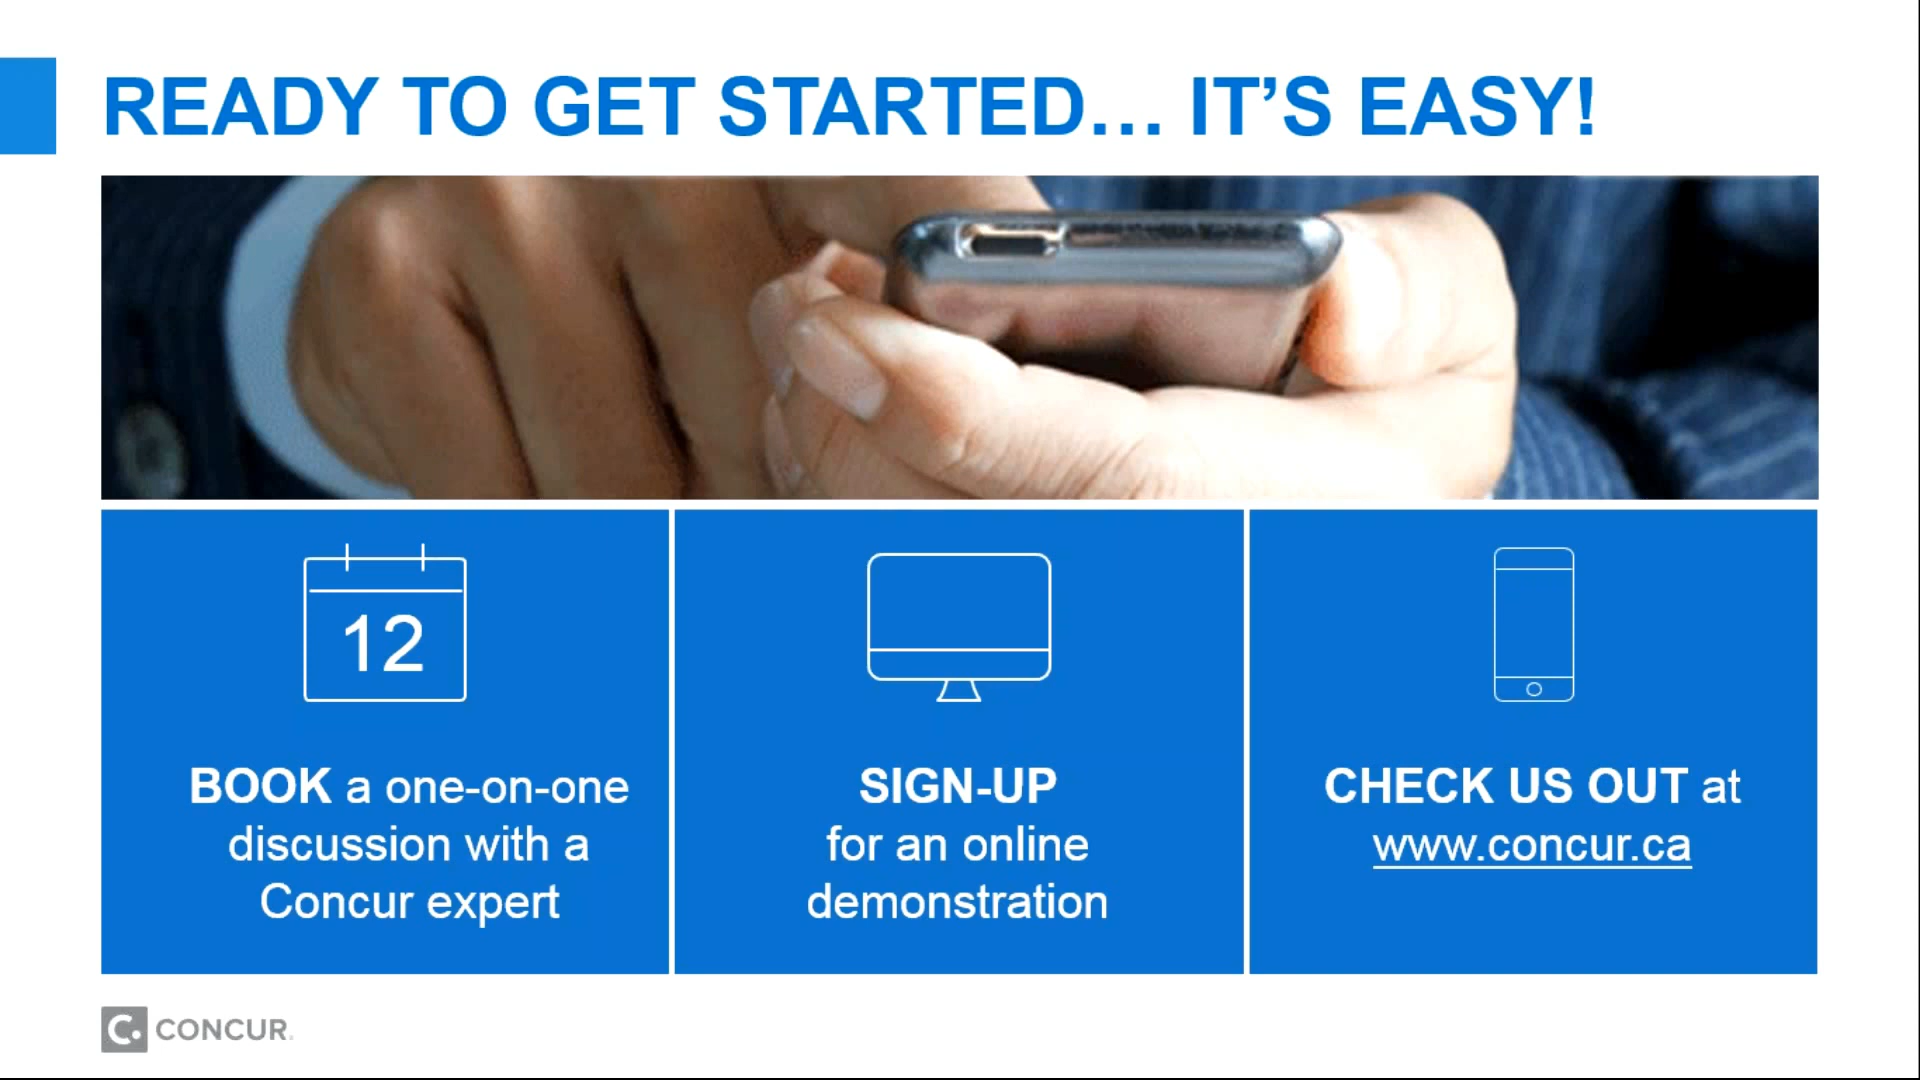 READY TO GET STARTED… IT’S EASY!
12
BOOK a one-on-one
discussion with a
Concur expert
SIGN-UP
for an online
demonstration
CHECK US OUT at
www.concur.ca
C. CONCUR.